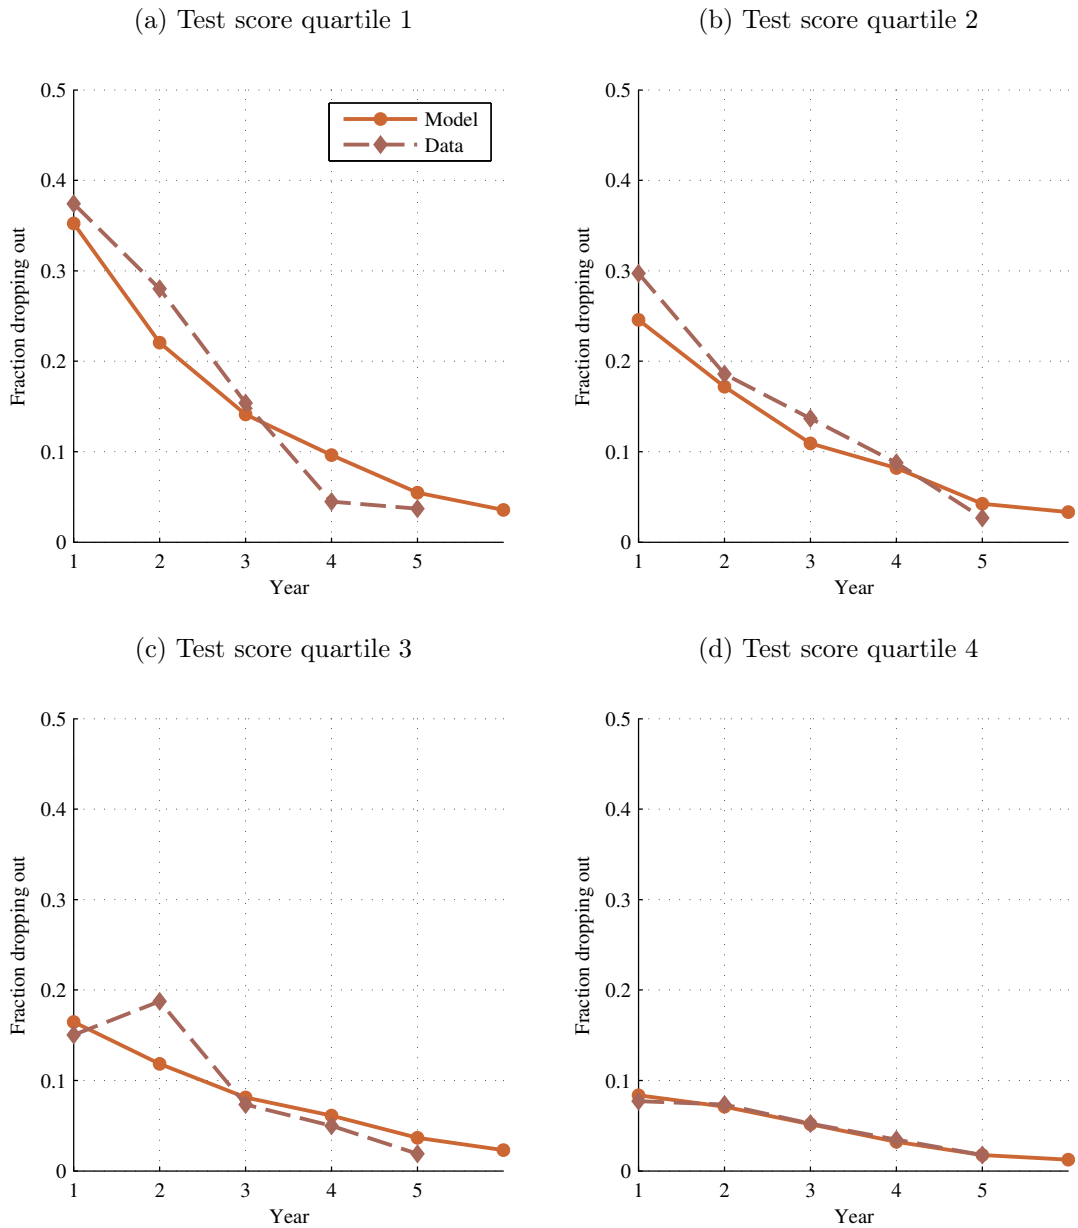 (a) Test score quartile 1
0.5
0.4
0.3
0.2
0.1
0
Fraction dropping out
Model
Data
1 2 3 4 5
Year
(b) Test score quartile 2
0.5
0.4
0.3
0.2
0.1
0
Fraction dropping out
1 2 3 4 5
Year
(c) Test score quartile 3
0.5
0.4
0.3
0.2
0.1
0
Fraction dropping out
1 2 3 4 5
Year
(d) Test score quartile 4
0.5
0.4
0.3
0.2
0.1
0
Fraction dropping out
1 2 3 4 5
Year